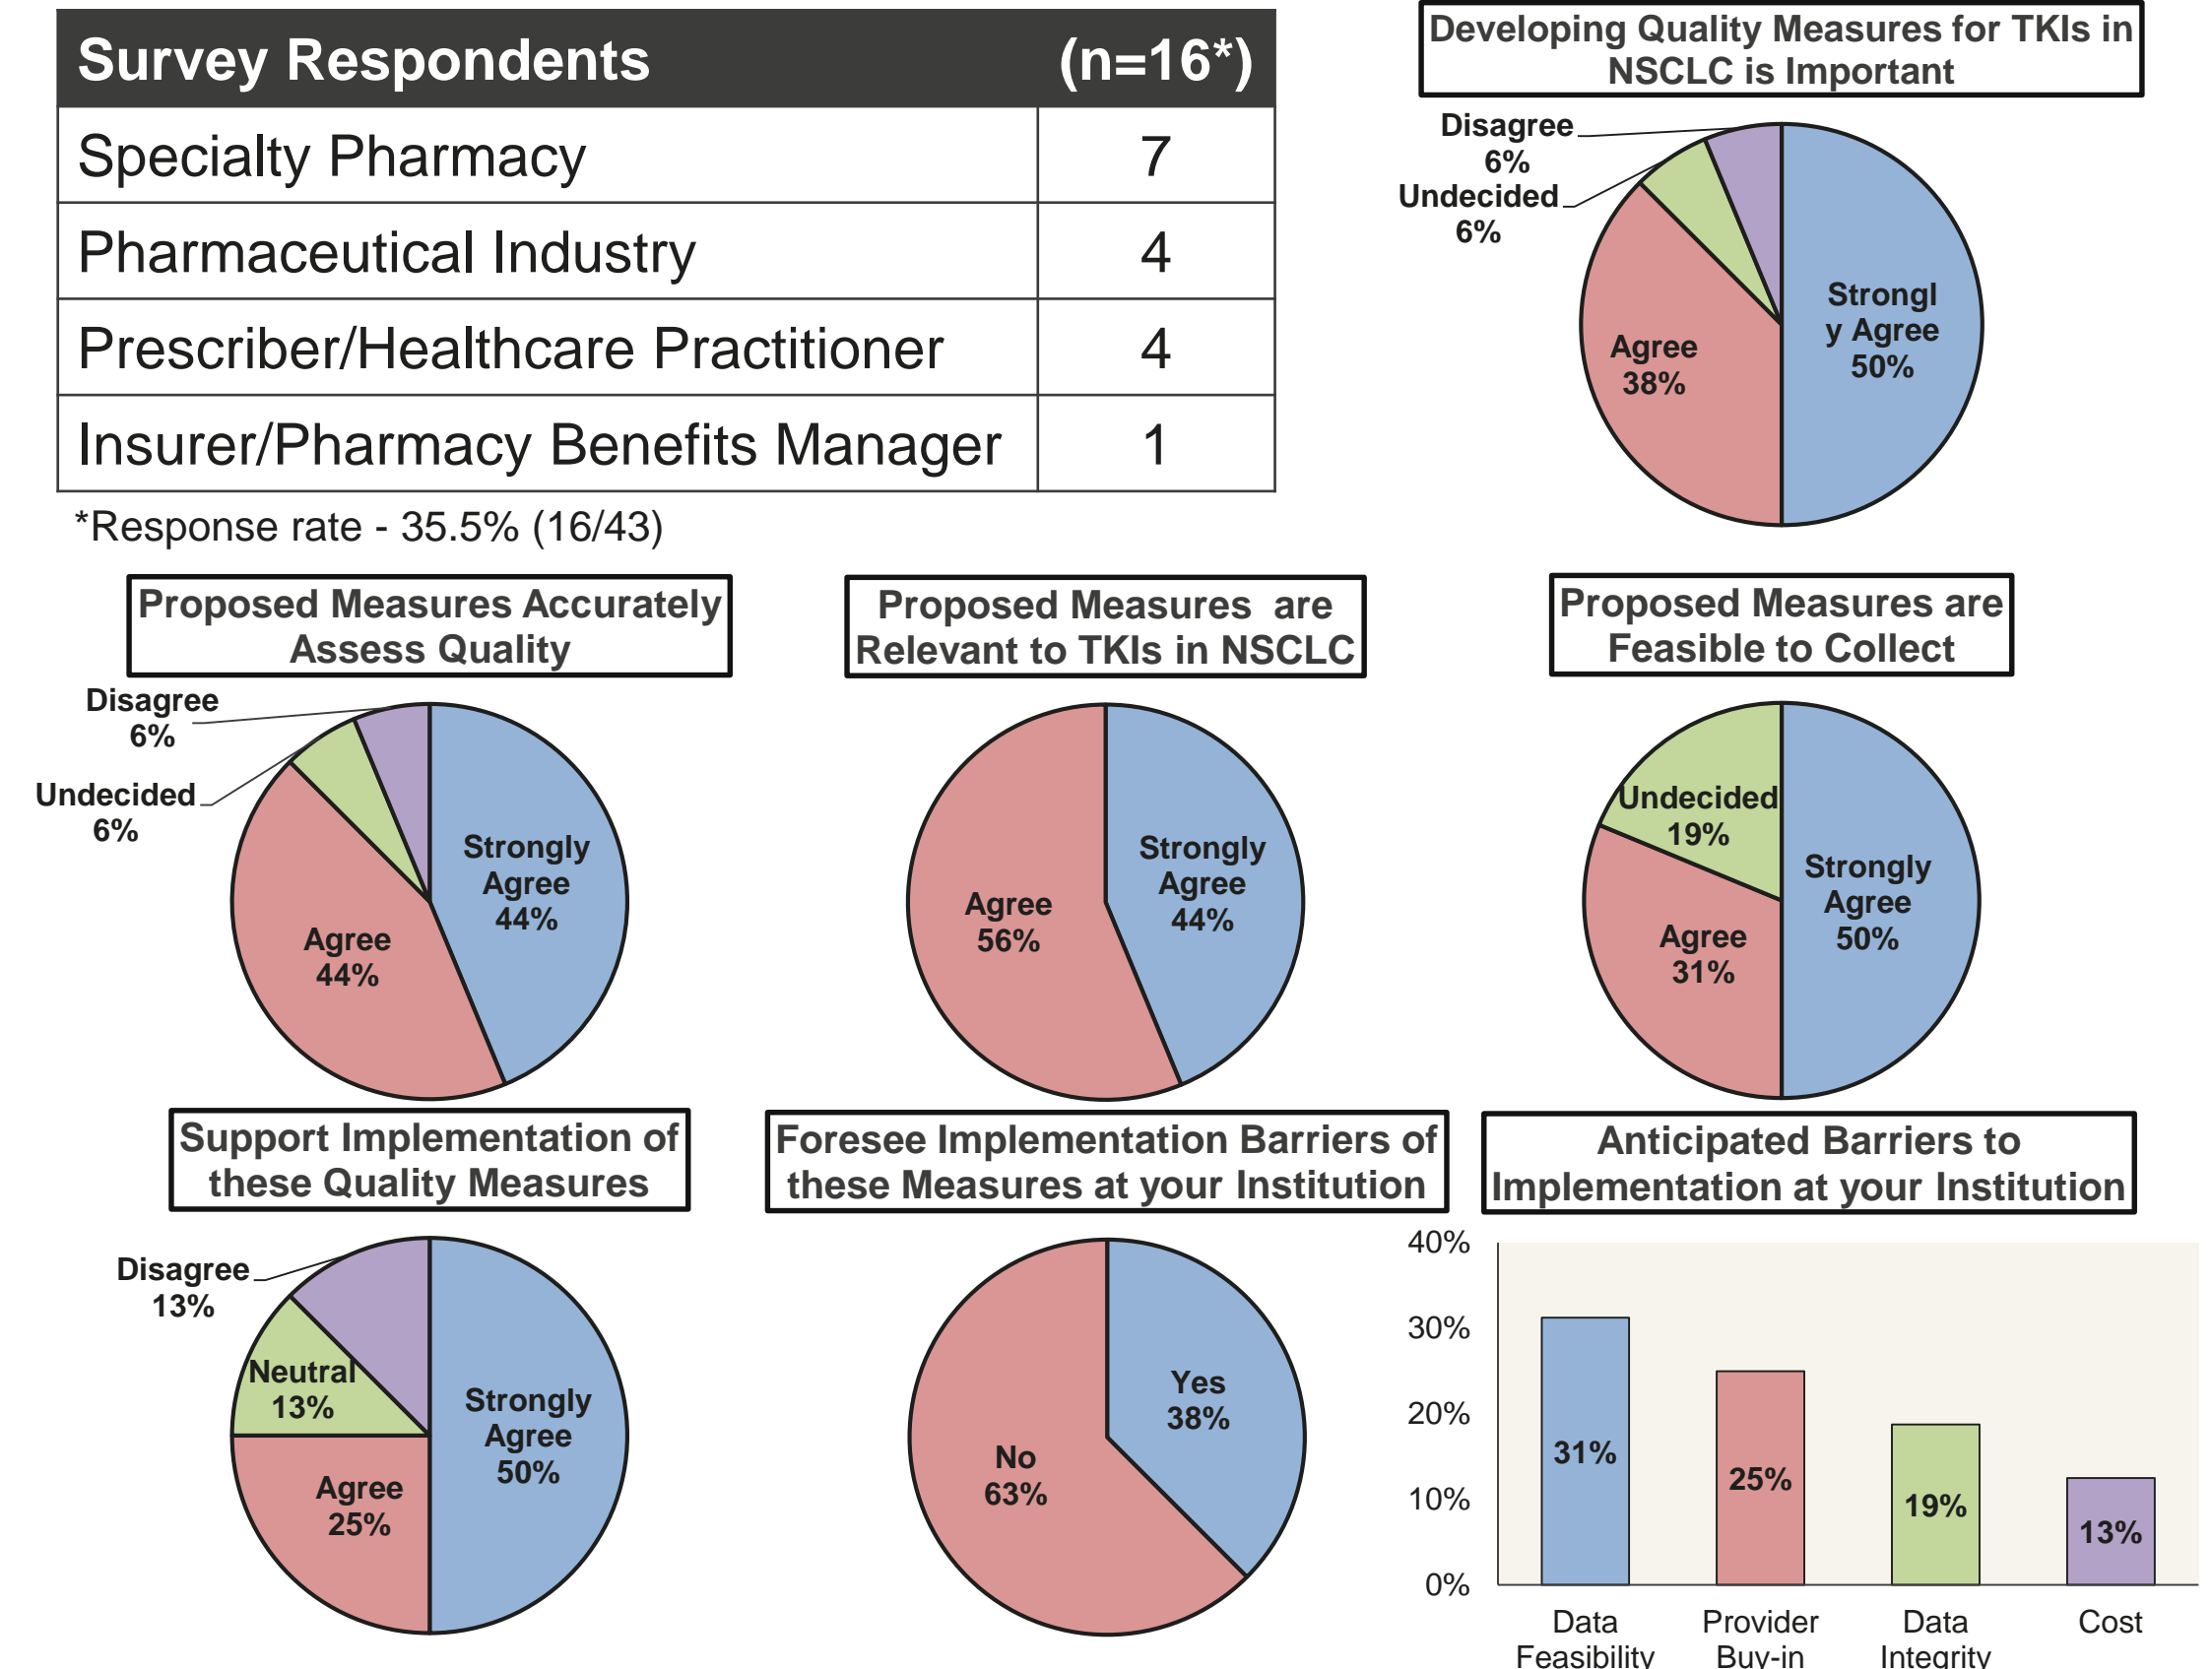 Survey Respondents (n=16*)
Specialty Pharmacy 7
Pharmaceutical Industry 4
Prescriber/Healthcare Practitioner 4
Insurer/Pharmacy Benefits Manager 1
*Response rate - 35.5% (16/43)
Developing Quality Measures for TKIs in
NSCLC is Important
Disagree
6%
Undecided
6%
Strongl
y Agree
50%
Agree
38%
Proposed Measures Accurately
Assess Quality
Disagree
6%
Undecided
6%
Strongly
Agree
44%
Agree
44%
Proposed Measures are
Relevant to TKIs in NSCLC
Strongly
Agree
44%
Agree
56%
Proposed Measures are
Feasible to Collect
Undecided
19%
Strongly
Agree
50%
Agree
31%
Support Implementation of
these Quality Measures
Disagree
13%
Neutral
13%
Strongly
Agree
50%
Agree
25%
Foresee Implementation Barriers of
these Measures at your Institution
Yes
38%
No
63%
Anticipated Barriers to
Implementation at your Institution
40%
30%
20%
10%
0%
31%
25%
19%
13%
Data Provider Data Cost
Feasibility Buy-in Integrity